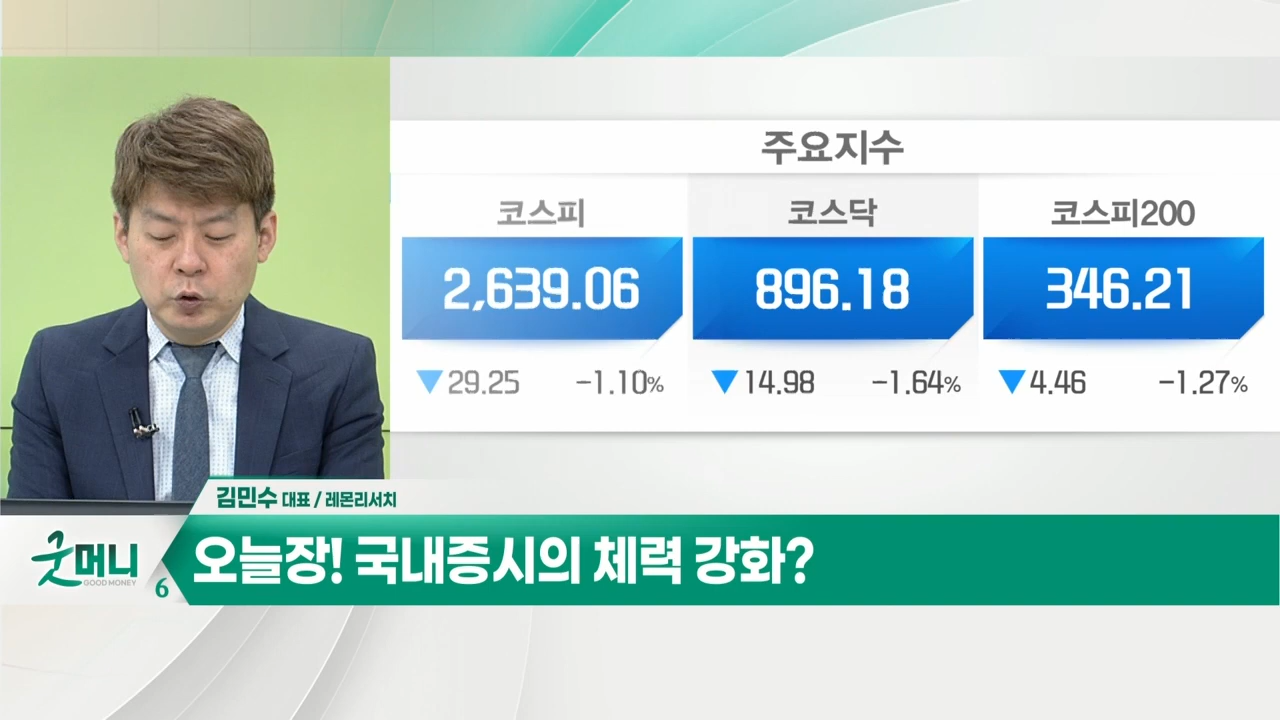 주요지수
코스피 코스닥 코스피200
2,639.06 896.18 346.21
▼29.25 -1.10% ▼14.98 -1.64% ▼4.46 -1.27%
김민수 대표 / 레몬리서치
굿머니
GOOD MONEY
6
오늘장! 국내증시의 체력 강화?